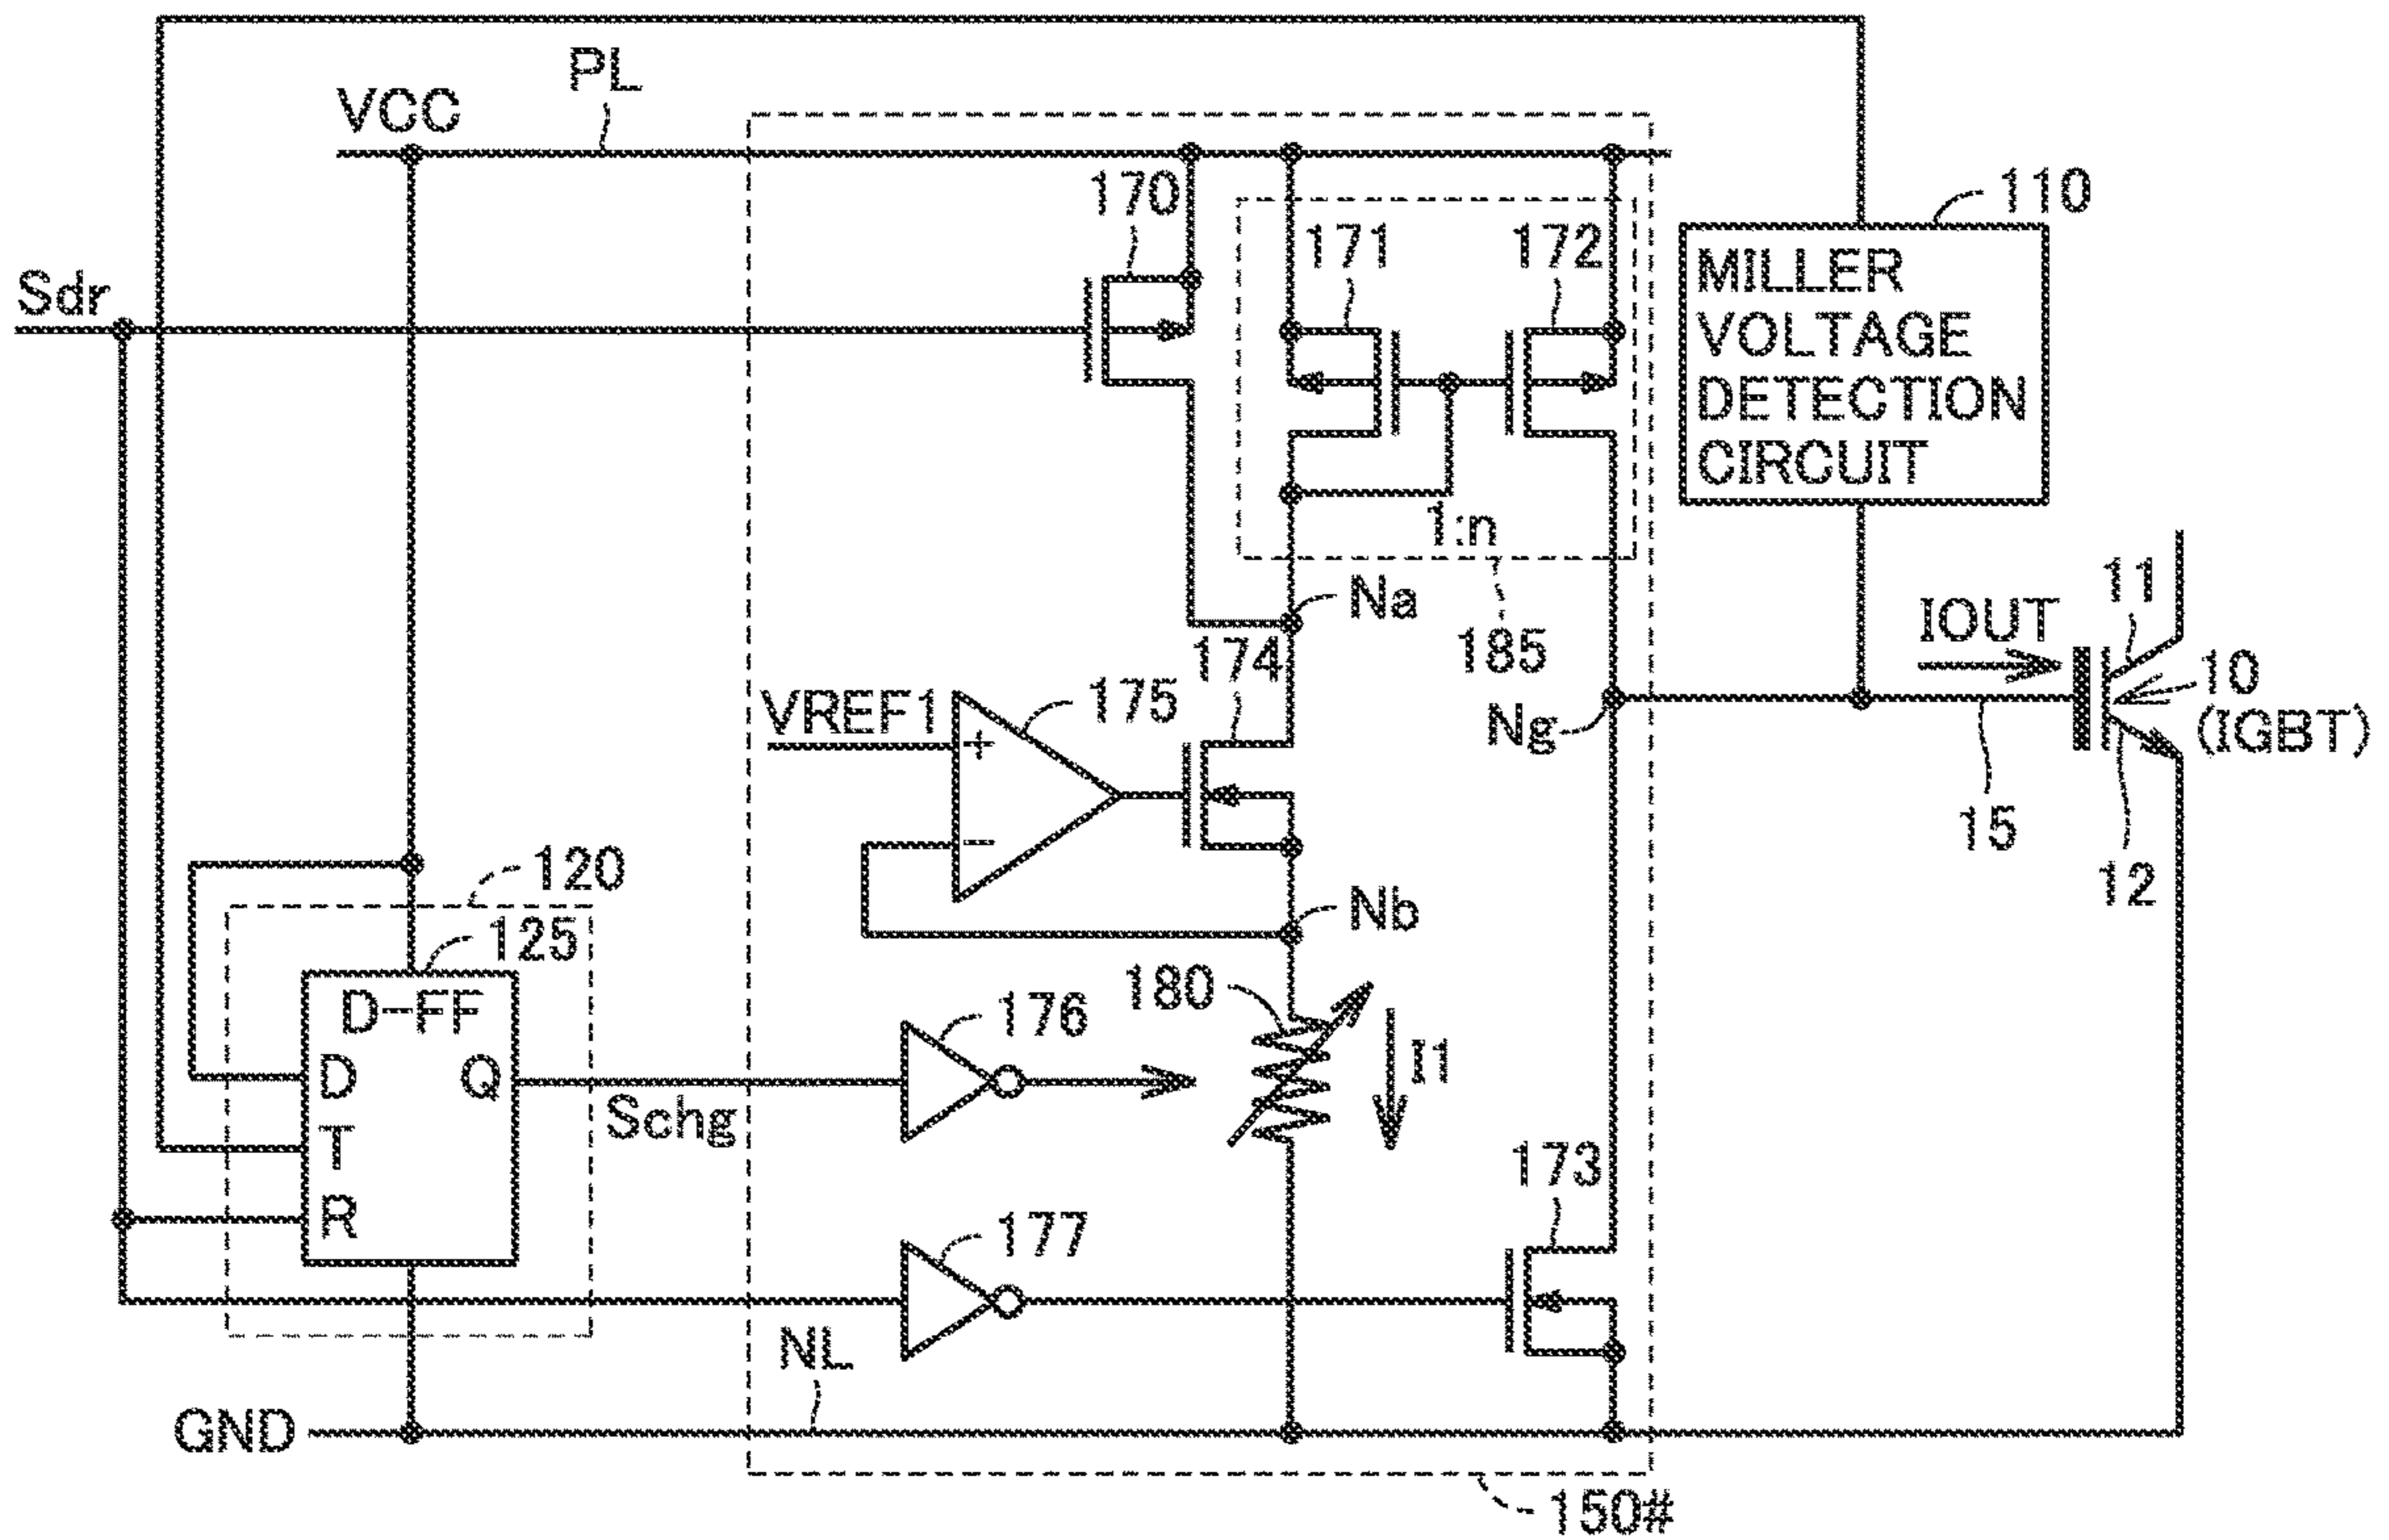 PL
VCC
170
110
171
172
MILLER
VOLTAGE
DETECTION
CIRCUIT
Sdr
1:n
Na
185
174
IOUT
11
10
(IGBT)
VREF1
+
175
Ng
−
15
12
120
125
Nb
D-FF
180
176
D
Q
I1
Schg
T
173
R
177
NL
GND
150#